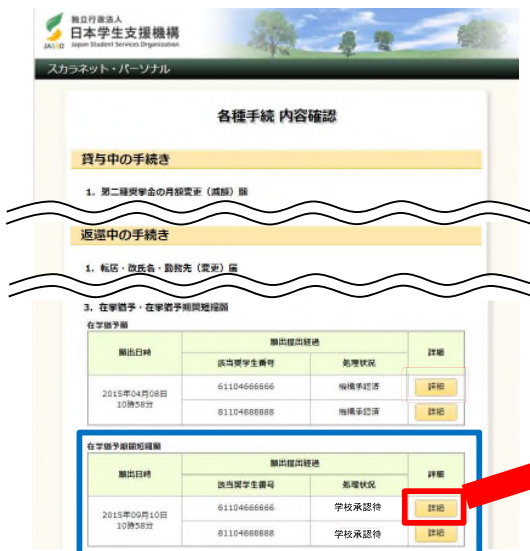 独立行政法人
日本学生支援機構
JASSO Japan Student Services Organization
スカラネット・パーソナル
各種手続 内容確認
貸与中の手続き
1. 第二種奨学金の月額変更（減額）願
返還中の手続き
1. 転居・改氏名・勤務先（変更）届
3. 在学猶予・在学猶予期間短縮願
在学猶予願
願出日時 願出提出経過 詳細
該当奨学生番号 処理状況
2015年04月08日 10時58分 61104666666 機構承認済 詳細
81104688888 機構承認済 詳細
在学猶予期間短縮願
願出日時 願出提出経過 詳細
該当奨学生番号 処理状況
2015年09月10日 10時58分 61104666666 学校承認待 詳細
81104688888 学校承認待 詳細